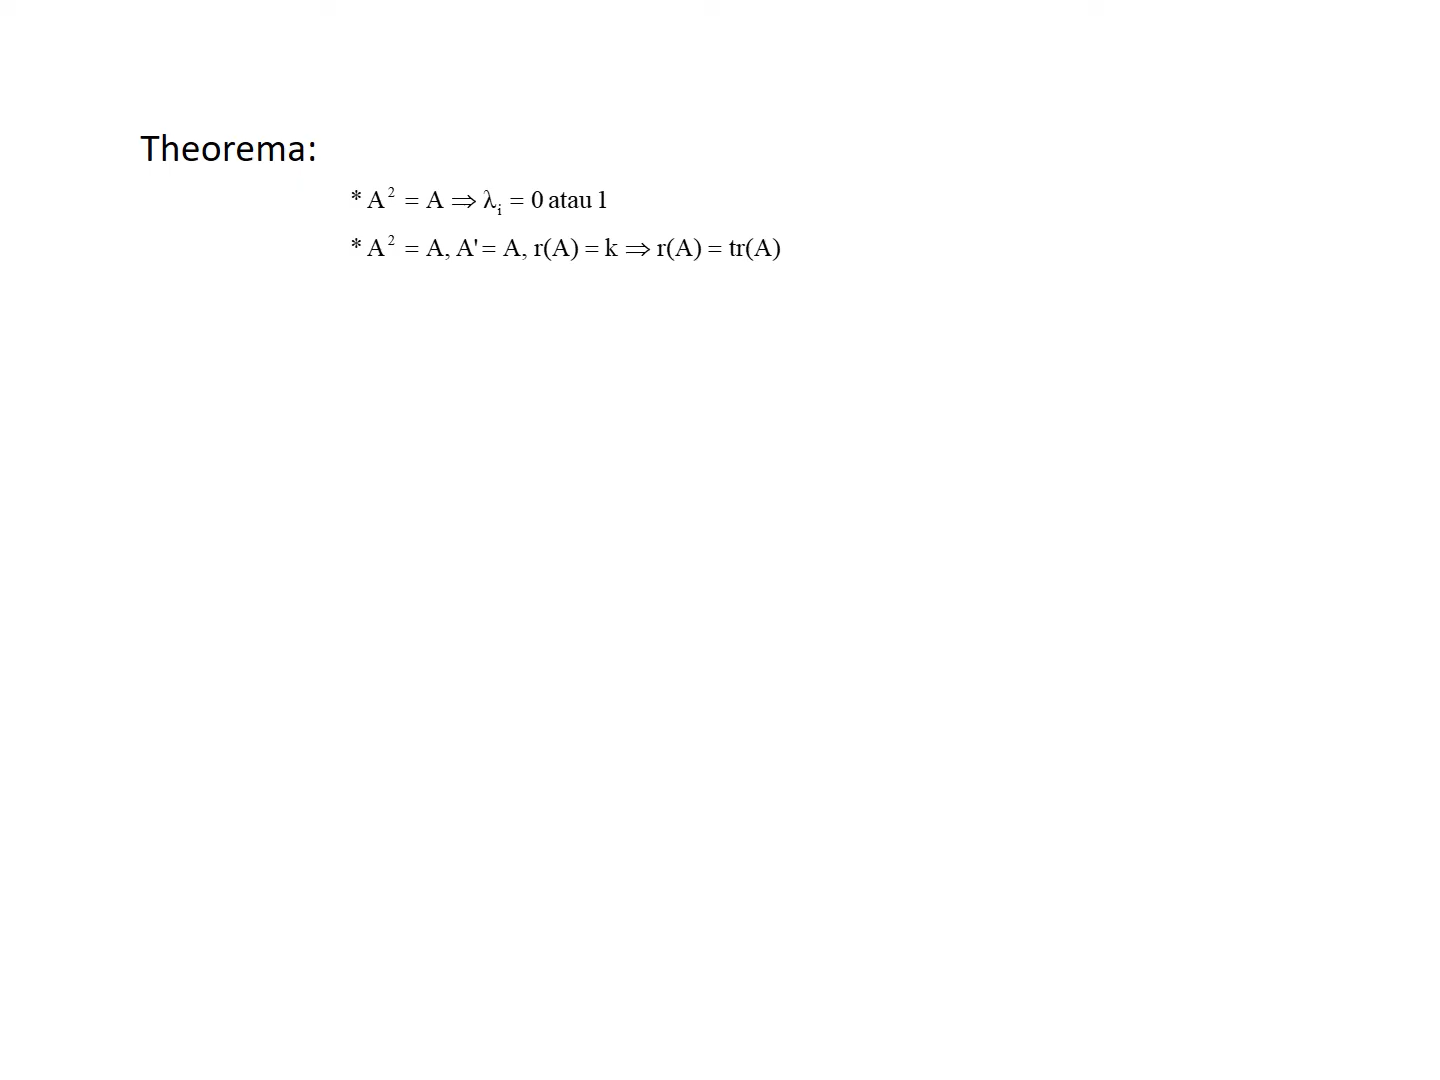 Theorema:
* A² = A ⇒ λᵢ = 0 atau 1
* A² = A, A' = A, r(A) = k ⇒ r(A) = tr(A)